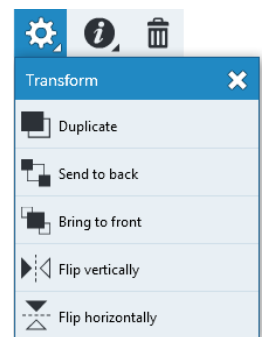 Transform
Duplicate
Send to back
Bring to front
Flip vertically
Flip horizontally